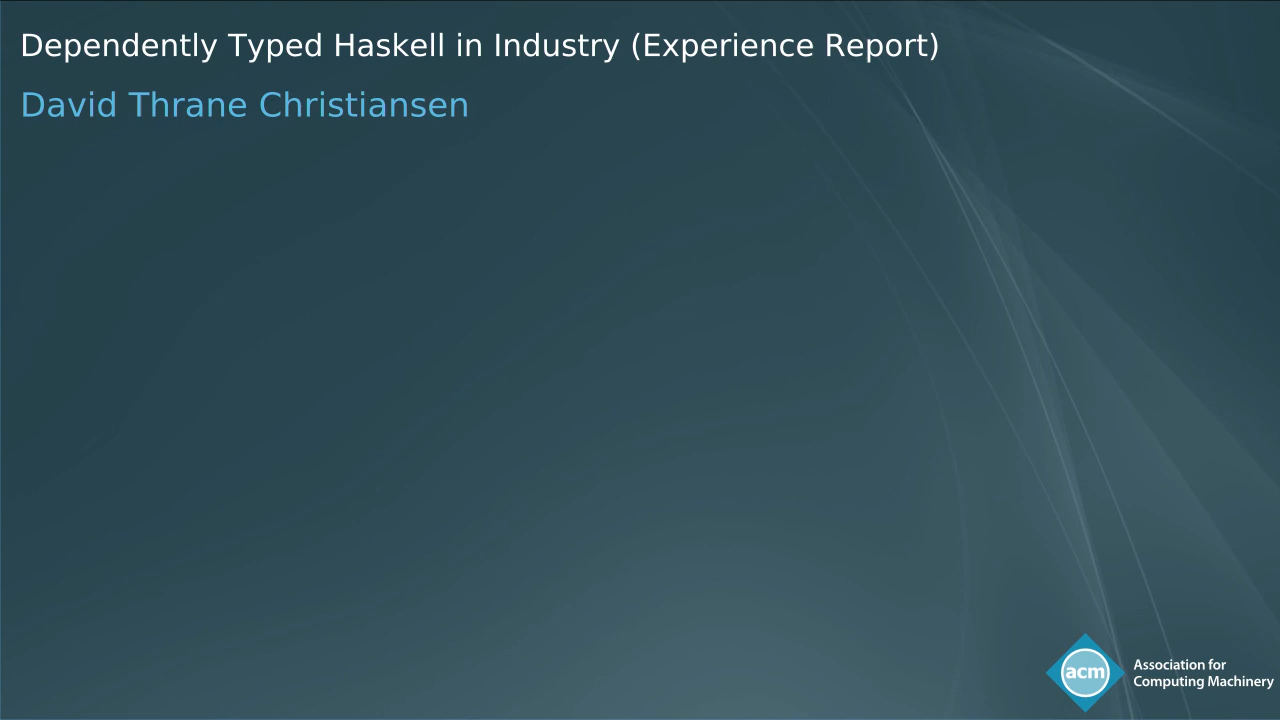 Dependently Typed Haskell in Industry (Experience Report)
David Thrane Christiansen
acm
Association for
Computing Machinery